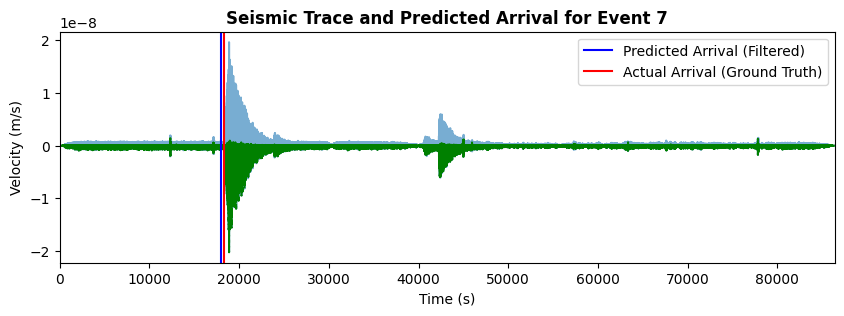 Seismic Trace and Predicted Arrival for Event 7
1e−8
2
1
0
−1
−2
Velocity (m/s)
Predicted Arrival (Filtered)
Actual Arrival (Ground Truth)
0 10000 20000 30000 40000 50000 60000 70000 80000
Time (s)